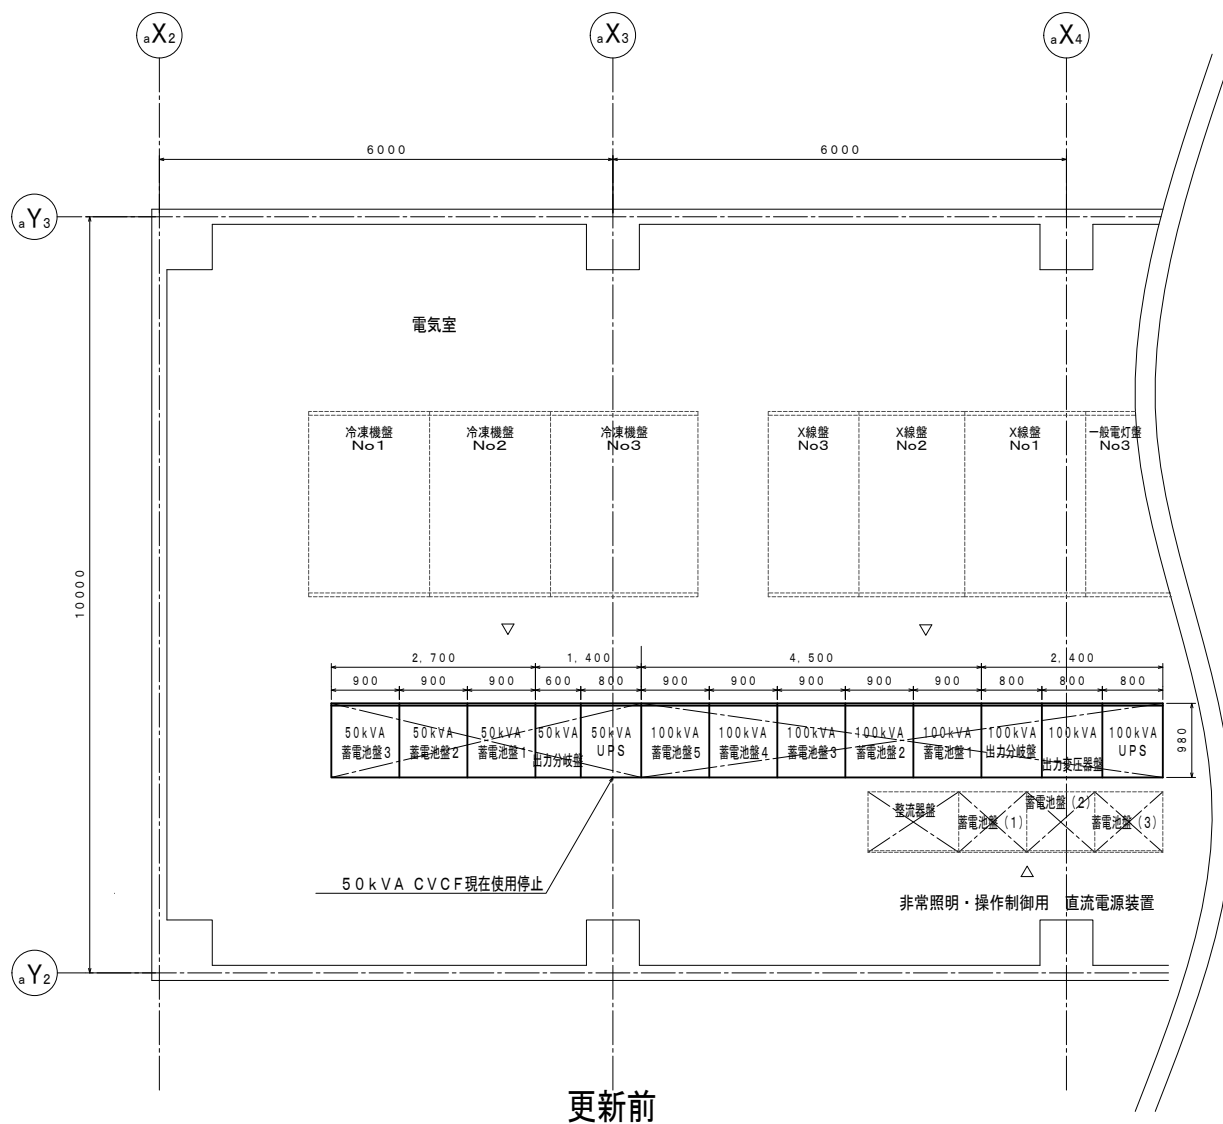 aX2
aX3
aX4
6000
6000
aY3
電気室
冷凍機盤
No1
冷凍機盤
No2
冷凍機盤
No3
X線盤
No3
X線盤
No2
X線盤
No1
一般電灯盤
No3
10000
2,700
1,400
4,500
2,400
900
900
900
600
800
900
900
900
900
900
800
800
800
50kVA
蓄電池盤3
50kVA
蓄電池盤2
50kVA
蓄電池盤1
50kVA
出力分岐盤
50kVA
UPS
100kVA
蓄電池盤5
100kVA
蓄電池盤4
100kVA
蓄電池盤3
100kVA
蓄電池盤2
100kVA
蓄電池盤1
100kVA
出力分岐盤
100kVA
出力変圧器盤
100kVA
UPS
980
整流器盤
蓄電池盤(1)
蓄電池盤(2)
蓄電池盤(3)
50kVA CVCF現在使用停止
非常照明・操作制御用 直流電源装置
aY2
更新前